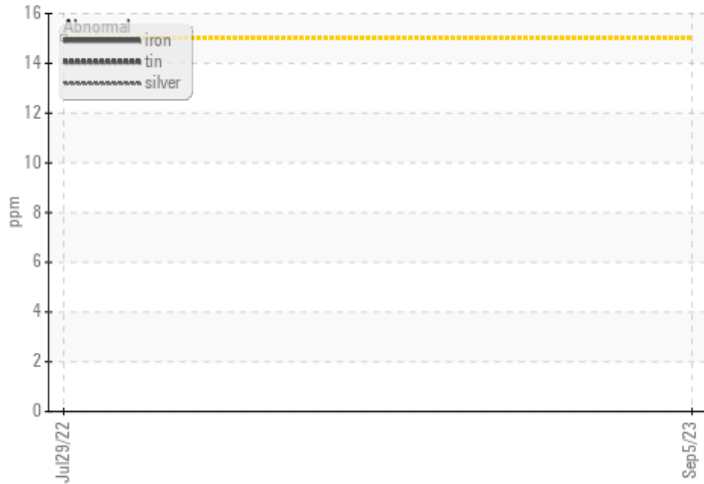 16
14
12
10
8
6
4
2
0
ppm
Abnormal
iron
tin
silver
Jul29/22
Sep5/23